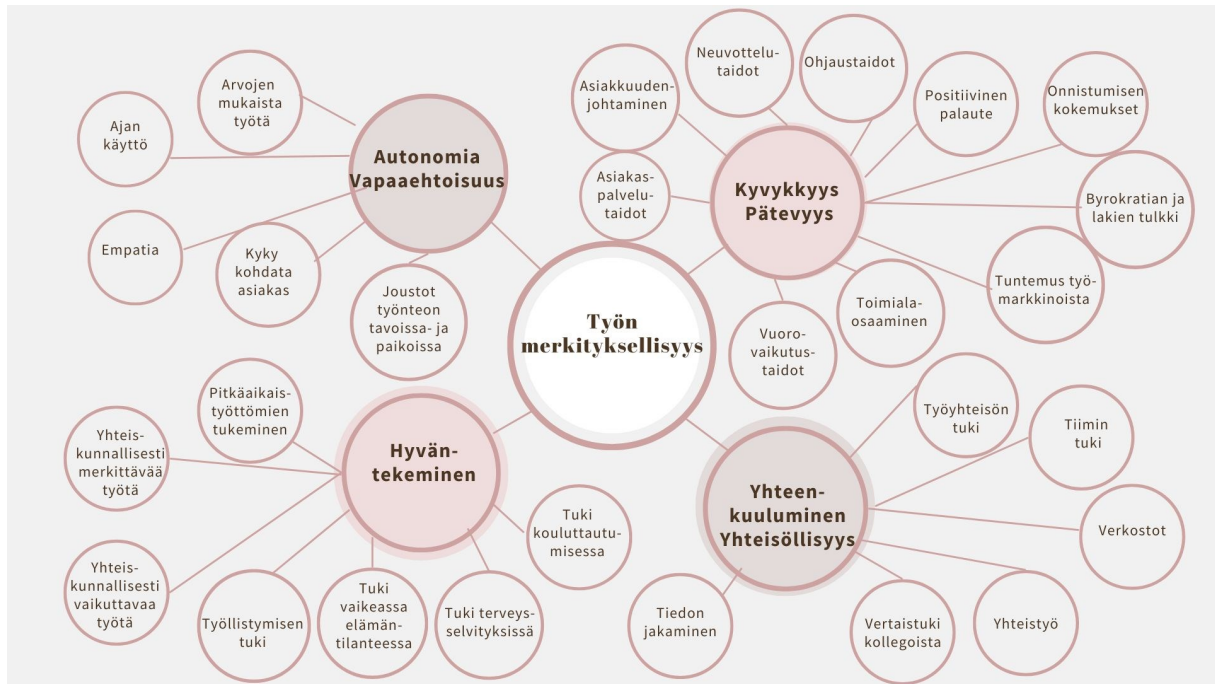 Työn
merkityksellisyys
Autonomia
Vapaaehtoisuus
Arvojen
mukaista
työtä
Ajan
käyttö
Empatia
Kyky
kohdata
asiakas
Joustot
työnteon
tavoissa- ja
paikoissa
Kyvykkyys
Pätevyys
Asiakkuuden-
johtaminen
Neuvottelu-
taidot
Ohjaustaidot
Positiivinen
palaute
Onnistumisen
kokemukset
Asiakas-
palvelu-
taidot
Byrokratian ja
lakien tulkki
Tuntemus työ-
markkinoista
Toimiala-
osaaminen
Vuoro-
vaikutus-
taidot
Hyvän-
tekeminen
Pitkäaikais-
työttömien
tukeminen
Yhteis-
kunnallisesti
merkittävää
työtä
Yhteis-
kunnallisesti
vaikuttavaa
työtä
Työllistymisen
tuki
Tuki
vaikeassa
elämän-
tilanteessa
Tuki terveys-
selvityksissä
Tuki
kouluttautu-
misessa
Yhteen-
kuuluminen
Yhteisöllisyys
Työyhteisön
tuki
Tiimin
tuki
Verkostot
Yhteistyö
Vertaistuki
kollegoista
Tiedon
jakaminen